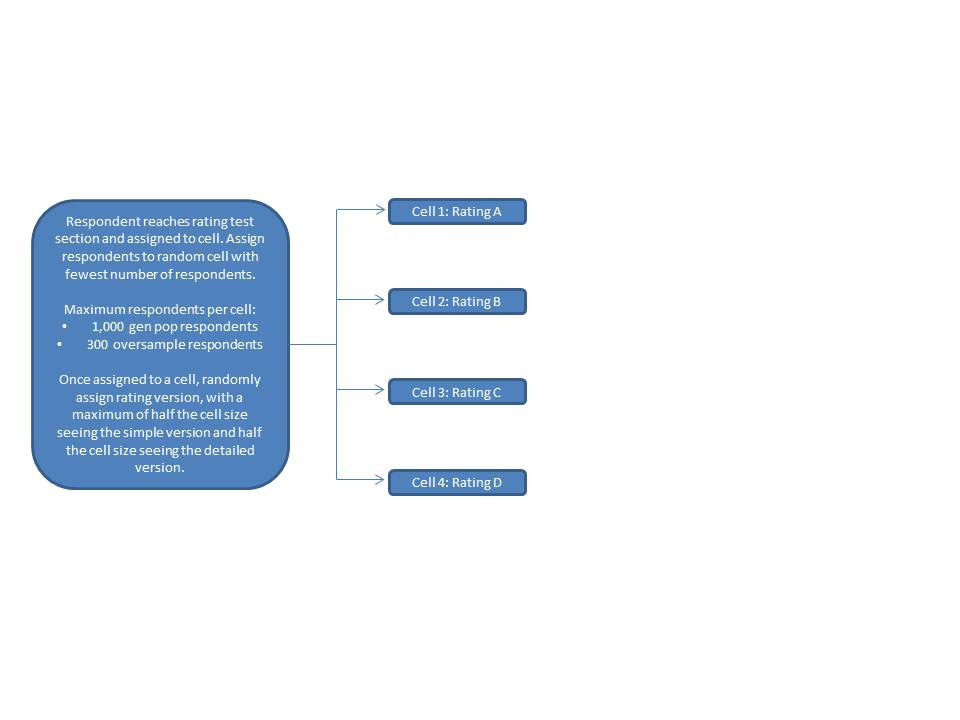 Respondent reaches rating test
section and assigned to cell. Assign
respondents to random cell with
fewest number of respondents.
Maximum respondents per cell:
• 1,000 gen pop respondents
• 300 oversample respondents
Once assigned to a cell, randomly
assign rating version, with a
maximum of half the cell size
seeing the simple version and half
the cell size seeing the detailed
version.
Cell 1: Rating A
Cell 2: Rating B
Cell 3: Rating C
Cell 4: Rating D